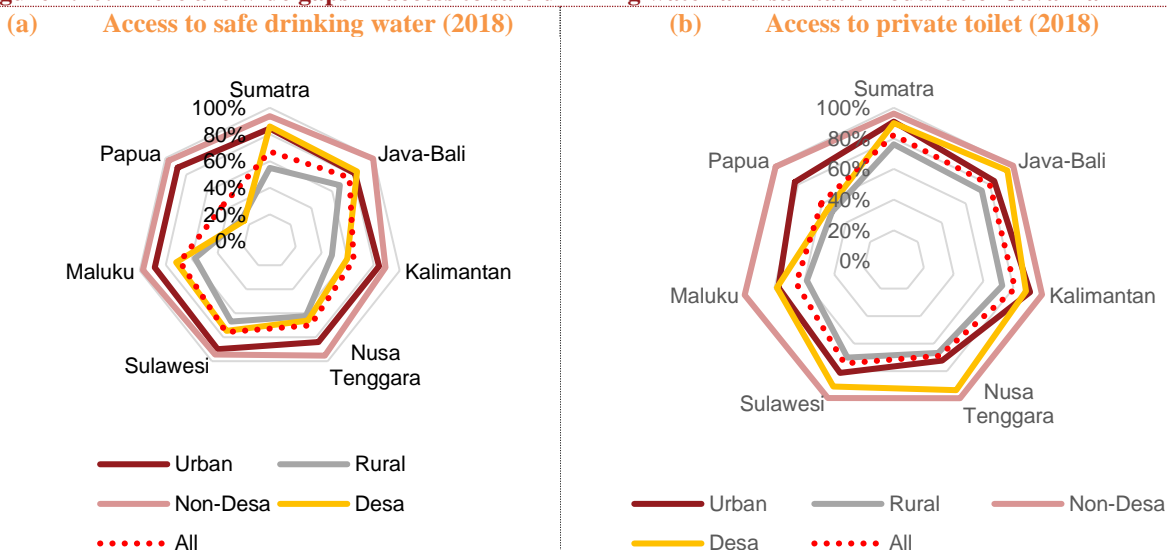 (a) Access to safe drinking water (2018)
Sumatra
100%
80%
60%
40%
20%
0%
Java-Bali
Kalimantan
Nusa
Tenggara
Sulawesi
Maluku
Papua
Urban
Rural
Non-Desa
Desa
All
(b) Access to private toilet (2018)
Sumatra
100%
80%
60%
40%
20%
0%
Java-Bali
Kalimantan
Nusa
Tenggara
Sulawesi
Maluku
Papua
Urban
Rural
Non-Desa
Desa
All